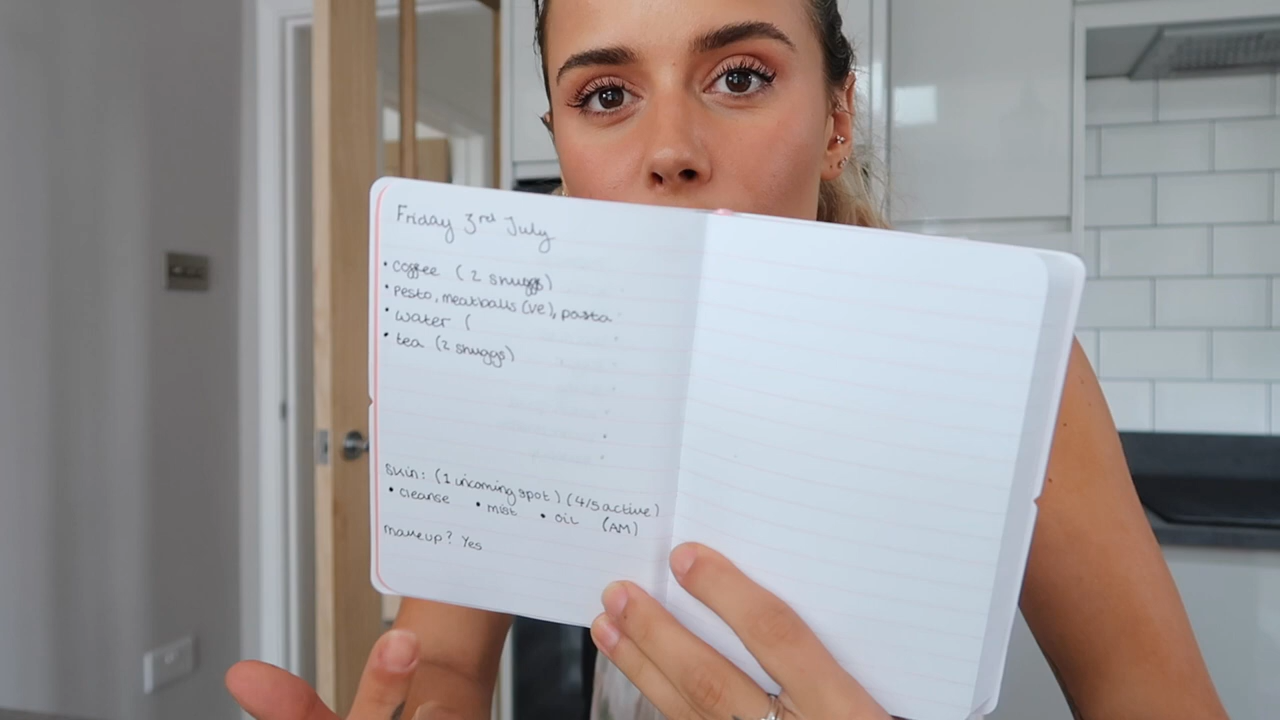 Friday 3rd July
• coffee (2 snuggs)
• pesto, meatballs (ve), pasta
• water (
• tea (2 snuggs)
skin: (1 incoming spot) (4/5 active)
• cleanse • mist • oil (AM)
makeup? Yes